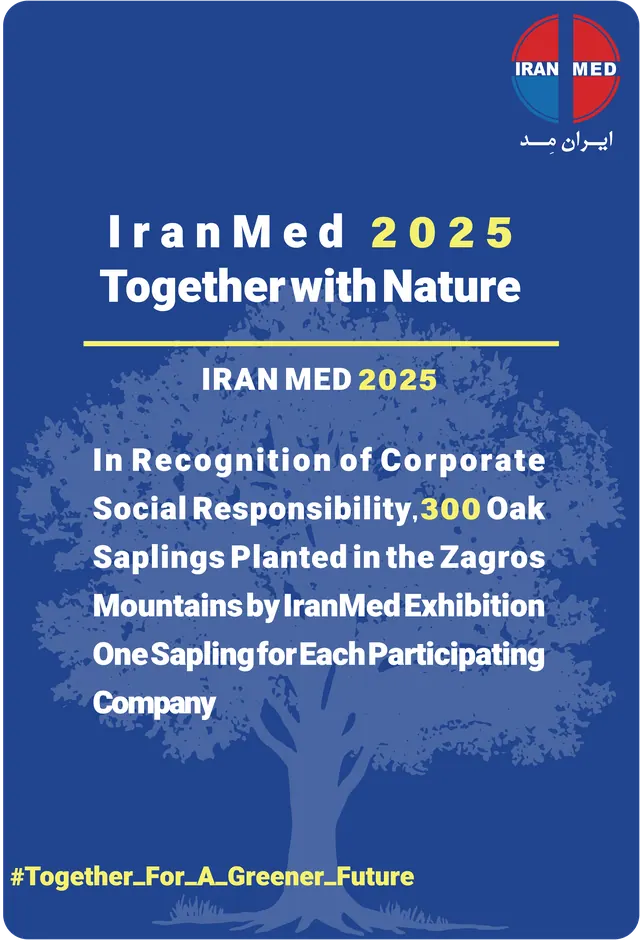 IRAN MED
ایران مِد
IranMed 2025
Together with Nature
IRAN MED 2025
In Recognition of Corporate
Social Responsibility, 300 Oak
Saplings Planted in the Zagros
Mountains by IranMed Exhibition
One Sapling for Each Participating
Company
#Together_For_A_Greener_Future